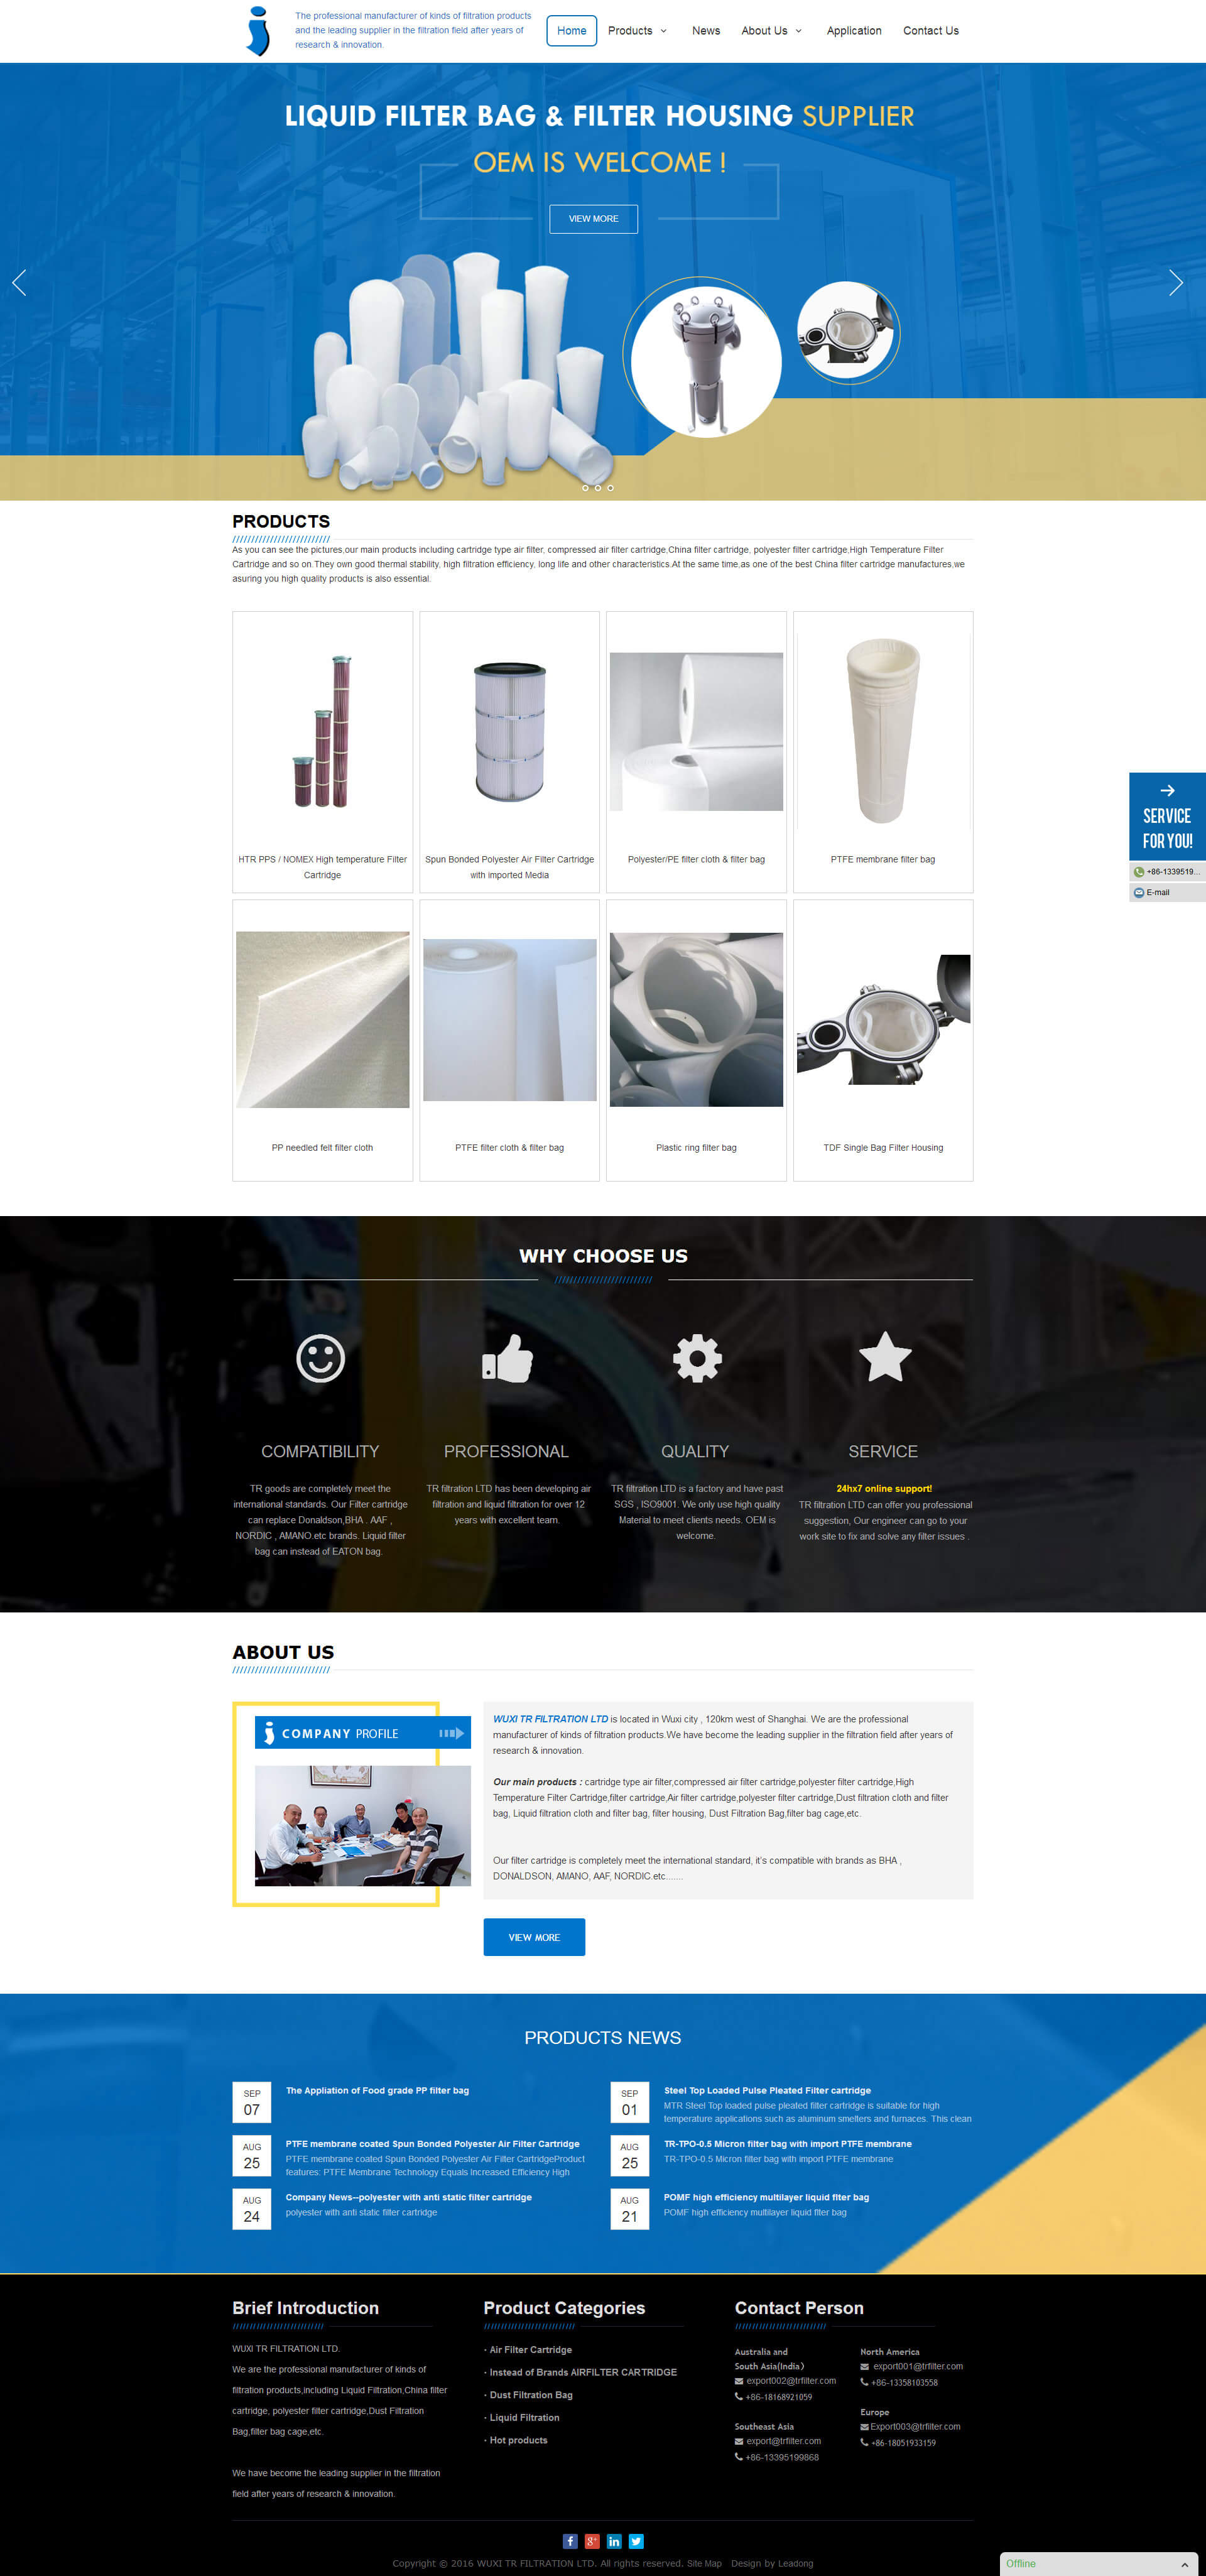 The professional manufacturer of kinds of filtration products
and the leading supplier in the filtration field after years of
research & innovation.
Home
Products
News
About Us
Application
Contact Us
LIQUID FILTER BAG & FILTER HOUSING SUPPLIER
OEM IS WELCOME !
VIEW MORE
PRODUCTS
As you can see the pictures,our main products including cartridge type air filter, compressed air filter cartridge,China filter cartridge, polyester filter cartridge,High Temperature Filter
Cartridge and so on.They own good thermal stability, high filtration efficiency, long life and other characteristics.At the same time,as one of the best China filter cartridge manufactures,we
asuring you high quality products is also essential.
HTR PPS / NOMEX High temperature Filter
Cartridge
Spun Bonded Polyester Air Filter Cartridge
with imported Media
Polyester/PE filter cloth & filter bag
PTFE membrane filter bag
SERVICE
FOR YOU!
+86-1339519...
E-mail
PP needled felt filter cloth
PTFE filter cloth & filter bag
Plastic ring filter bag
TDF Single Bag Filter Housing
WHY CHOOSE US
COMPATIBILITY
TR goods are completely meet the
international standards. Our Filter cartridge
can replace Donaldson,BHA . AAF ,
NORDIC , AMANO.etc brands. Liquid filter
bag can instead of EATON bag.
PROFESSIONAL
TR filtration LTD has been developing air
filtration and liquid filtration for over 12
years with excellent team.
QUALITY
TR filtration LTD is a factory and have past
SGS , ISO9001. We only use high quality
Material to meet clients needs. OEM is
welcome.
SERVICE
24hx7 online support!
TR filtration LTD can offer you professional
suggestion, Our engineer can go to your
work site to fix and solve any filter issues .
ABOUT US
COMPANY PROFILE
WUXI TR FILTRATION LTD is located in Wuxi city , 120km west of Shanghai. We are the professional
manufacturer of kinds of filtration products.We have become the leading supplier in the filtration field after years of
research & innovation.
Our main products : cartridge type air filter,compressed air filter cartridge,polyester filter cartridge,High
Temperature Filter Cartridge,filter cartridge,Air filter cartridge,polyester filter cartridge,Dust filtration cloth and filter
bag, Liquid filtration cloth and filter bag, filter housing, Dust Filtration Bag,filter bag cage,etc.
Our filter cartridge is completely meet the international standard, it's compatible with brands as BHA ,
DONALDSON, AMANO, AAF, NORDIC.etc.......
VIEW MORE
PRODUCTS NEWS
SEP
07
The Appliation of Food grade PP filter bag
SEP
01
Steel Top Loaded Pulse Pleated Filter cartridge
MTR Steel Top loaded pulse pleated filter cartridge is suitable for high
temperature applications such as aluminum smelters and furnaces. This clean
AUG
25
PTFE membrane coated Spun Bonded Polyester Air Filter Cartridge
PTFE membrane coated Spun Bonded Polyester Air Filter CartridgeProduct
features: PTFE Membrane Technology Equals Increased Efficiency High
AUG
25
TR-TPO-0.5 Micron filter bag with import PTFE membrane
TR-TPO-0.5 Micron filter bag with import PTFE membrane
AUG
24
Company News--polyester with anti static filter cartridge
polyester with anti static filter cartridge
AUG
21
POMF high efficiency multilayer liquid flter bag
POMF high efficiency multilayer liquid flter bag
Brief Introduction
WUXI TR FILTRATION LTD.
We are the professional manufacturer of kinds of
filtration products,including Liquid Filtration,China filter
cartridge, polyester filter cartridge,Dust Filtration
Bag,filter bag cage,etc.
We have become the leading supplier in the filtration
field after years of research & innovation.
Product Categories
· Air Filter Cartridge
· Instead of Brands AIRFILTER CARTRIDGE
· Dust Filtration Bag
· Liquid Filtration
· Hot products
Contact Person
Australia and
South Asia(India)
export002@trfilter.com
+86-18168921059
Southeast Asia
export@trfilter.com
+86-13395199868
North America
export001@trfilter.com
+86-13358103558
Europe
Export003@trfilter.com
+86-18051933159
Copyright © 2016 WUXI TR FILTRATION LTD. All rights reserved. Site Map Design by Leadong
Offline